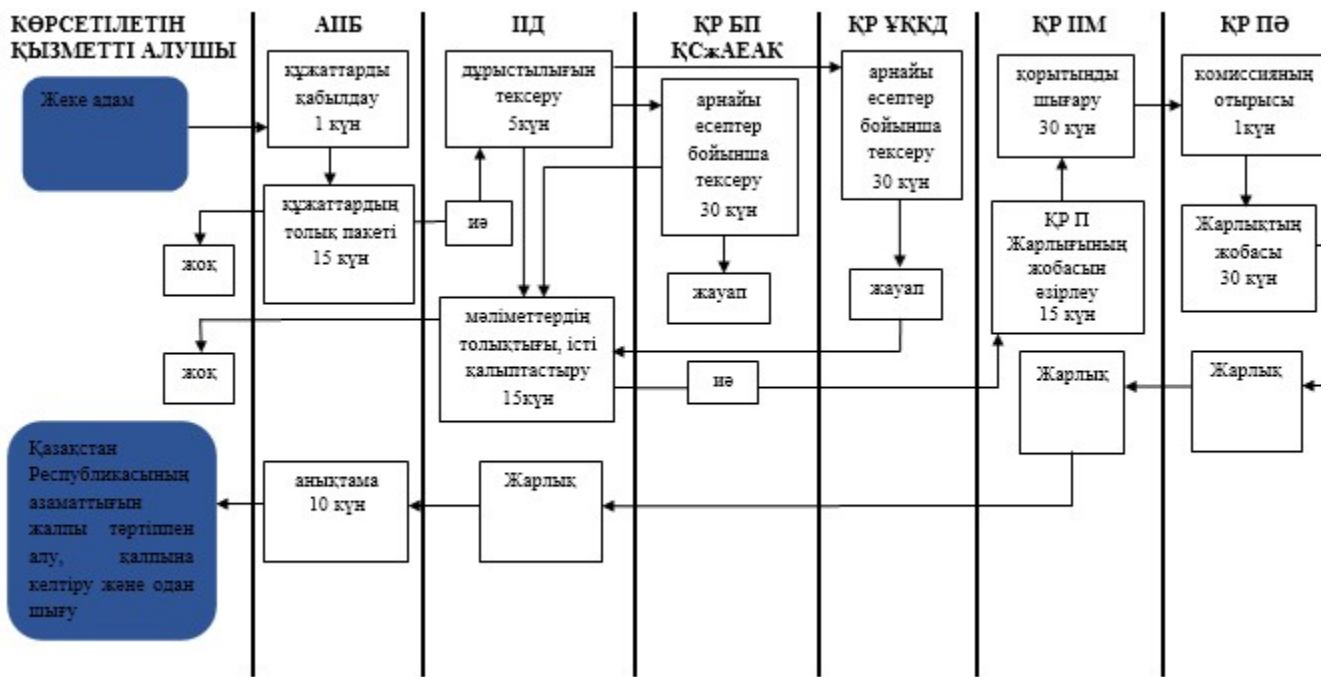 КӨРСЕТІЛЕТІН
ҚЫЗМЕТТІ АЛУШЫ
АІІБ
ІІД
ҚР БП
ҚСжАЕАК
ҚР ҰҚКД
ҚР ІІМ
ҚР ПӘ
Жеке адам
құжаттарды
қабылдау
1 күн
дұрыстылығын
тексеру
5күн
арнайы
есептер
бойынша
тексеру
30 күн
арнайы
есептер
бойынша
тексеру
30 күн
қорытынды
шығару
30 күн
комиссияның
отырысы
1күн
құжаттардың
толық пакеті
15 күн
иә
жоқ
жауап
жауап
ҚР П
Жарлығының
жобасын
әзірлеу
15 күн
Жарлықтың
жобасы
30 күн
мәліметтердің
толықтығы, істі
қалыптастыру
15күн
жоқ
иә
Жарлық
Жарлық
Қазақстан
Республикасының
азаматтығын
жалпы тәртіппен
алу, қалпына
келтіру және одан
шығу
анықтама
10 күн
Жарлық